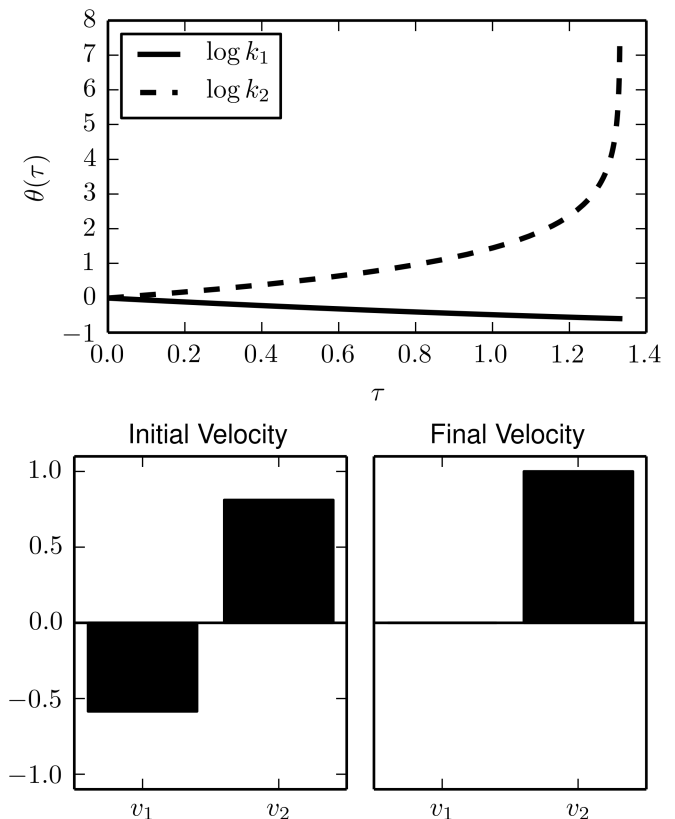 8
7
6
5
4
3
2
1
0
−1
θ(τ)
log k₁
log k₂
0.0 0.2 0.4 0.6 0.8 1.0 1.2 1.4
τ
Initial Velocity Final Velocity
1.0
0.5
0.0
−0.5
−1.0
v₁ v₂ v₁ v₂